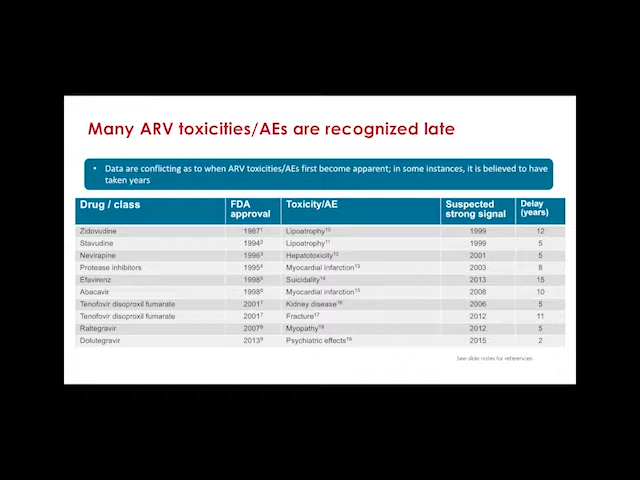 Many ARV toxicities/AEs are recognized late
• Data are conflicting as to when ARV toxicities/AEs first become apparent; in some instances, it is believed to have
taken years
Drug / class FDA approval Toxicity/AE Suspected strong signal Delay (years)
Zidovudine 1987¹ Lipoatrophy¹⁰ 1999 12
Stavudine 1994² Lipoatrophy¹¹ 1999 5
Nevirapine 1996³ Hepatotoxicity¹² 2001 5
Protease inhibitors 1995⁴ Myocardial infarction¹³ 2003 8
Efavirenz 1998⁵ Suicidality¹⁴ 2013 15
Abacavir 1998⁶ Myocardial infarction¹⁵ 2008 10
Tenofovir disoproxil fumarate 2001⁷ Kidney disease¹⁶ 2006 5
Tenofovir disoproxil fumarate 2001⁷ Fracture¹⁷ 2012 11
Raltegravir 2007⁸ Myopathy¹⁸ 2012 5
Dolutegravir 2013⁹ Psychiatric effects¹⁹ 2015 2
See slide notes for references.